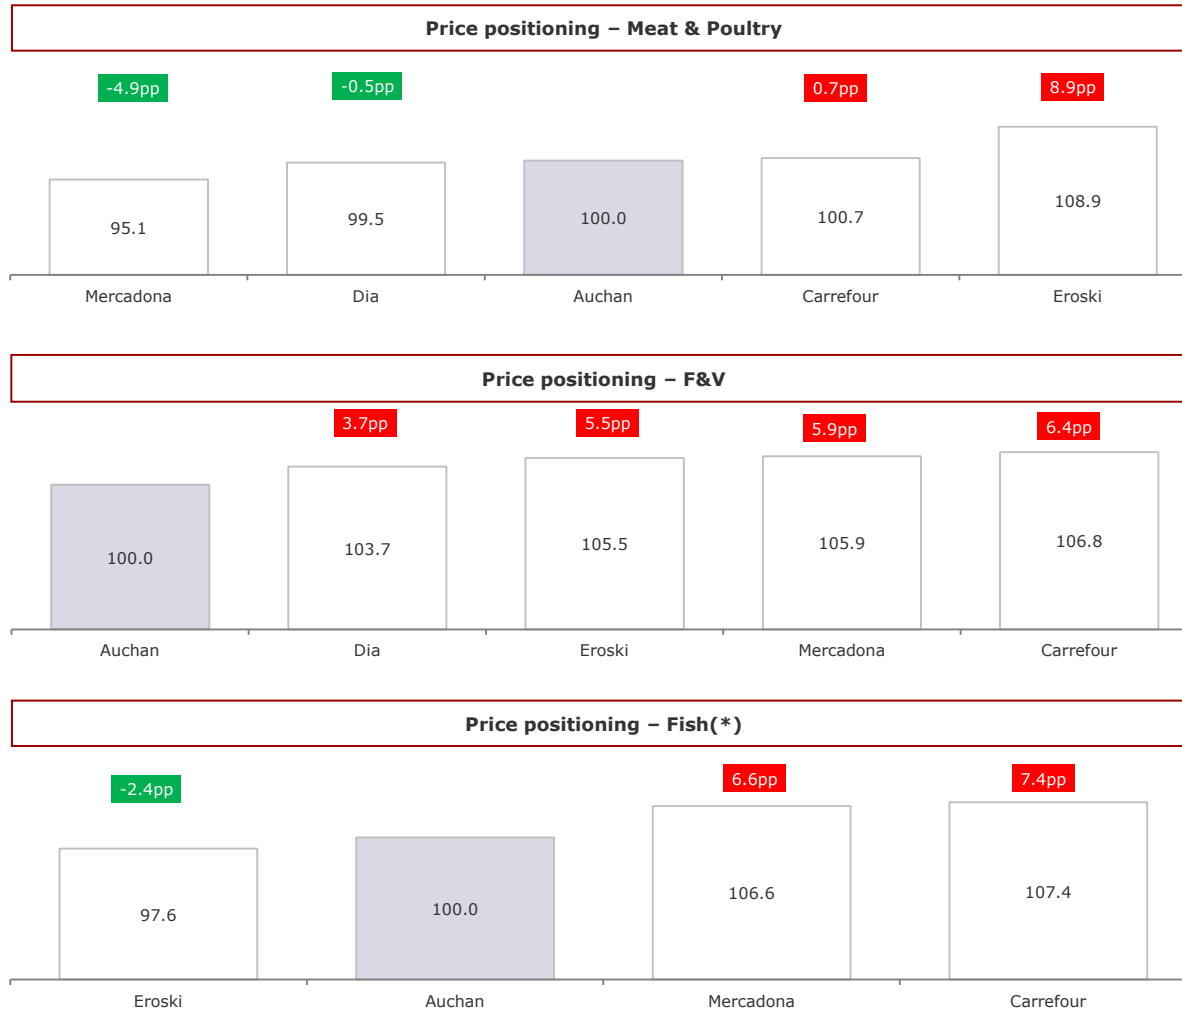 Price positioning – Meat & Poultry
-4.9pp
-0.5pp
0.7pp
8.9pp
95.1
99.5
100.0
100.7
108.9
Mercadona
Dia
Auchan
Carrefour
Eroski
Price positioning – F&V
3.7pp
5.5pp
5.9pp
6.4pp
100.0
103.7
105.5
105.9
106.8
Auchan
Dia
Eroski
Mercadona
Carrefour
Price positioning – Fish(*)
-2.4pp
6.6pp
7.4pp
97.6
100.0
106.6
107.4
Eroski
Auchan
Mercadona
Carrefour